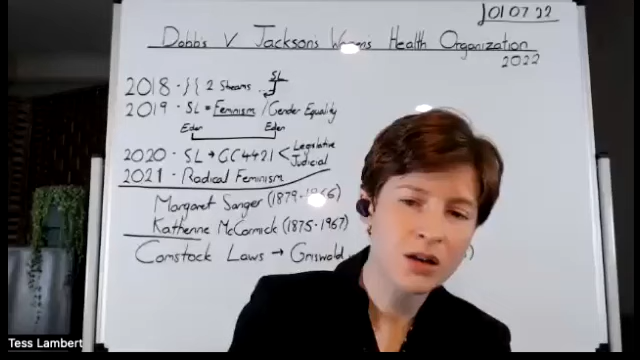 01 07 22
Dobbs V Jackson's Women's Health Organization
2022
2018 · }{ 2 Streams
SL
2019 · SL = Feminism / Gender Equality
Eden Eden
2020 · SL → GC4421 < Legislative
Judicial
2021 · Radical Feminism
Margaret Sanger (1879-1966)
Katherine McCormick (1875-1967)
Comstock Laws → Griswold
Tess Lambert